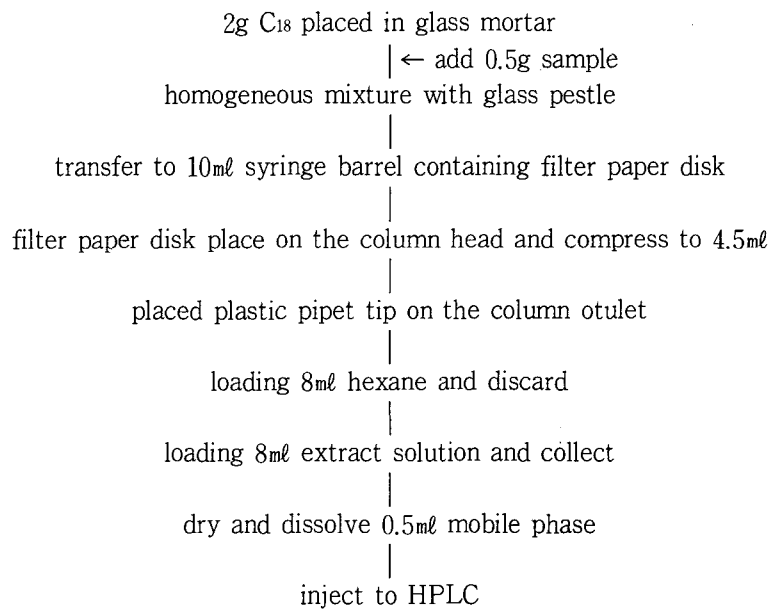 2g C18 placed in glass mortar
← add 0.5g sample
homogeneous mixture with glass pestle
transfer to 10mℓ syringe barrel containing filter paper disk
filter paper disk place on the column head and compress to 4.5mℓ
placed plastic pipet tip on the column otulet
loading 8mℓ hexane and discard
loading 8mℓ extract solution and collect
dry and dissolve 0.5mℓ mobile phase
inject to HPLC